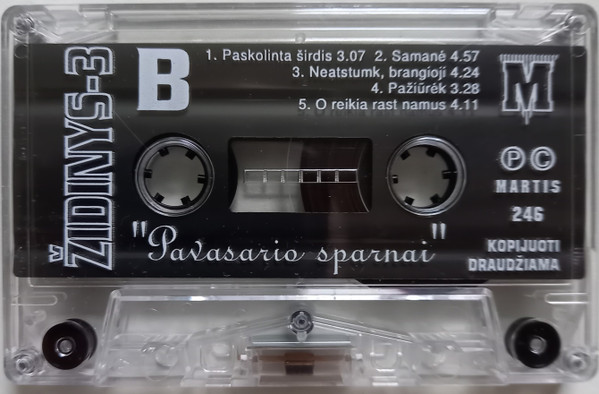 ŽIDINYS-3
B
1. Paskolinta širdis 3.07 2. Samanė 4.57
3. Neatstumk, brangioji 4.24
4. Pažiūrėk 3.28
5. O reikia rast namus 4.11
M
Ⓟ Ⓒ
MARTIS
246
"Pavasario sparnai"
KOPIJUOTI
DRAUDŽIAMA